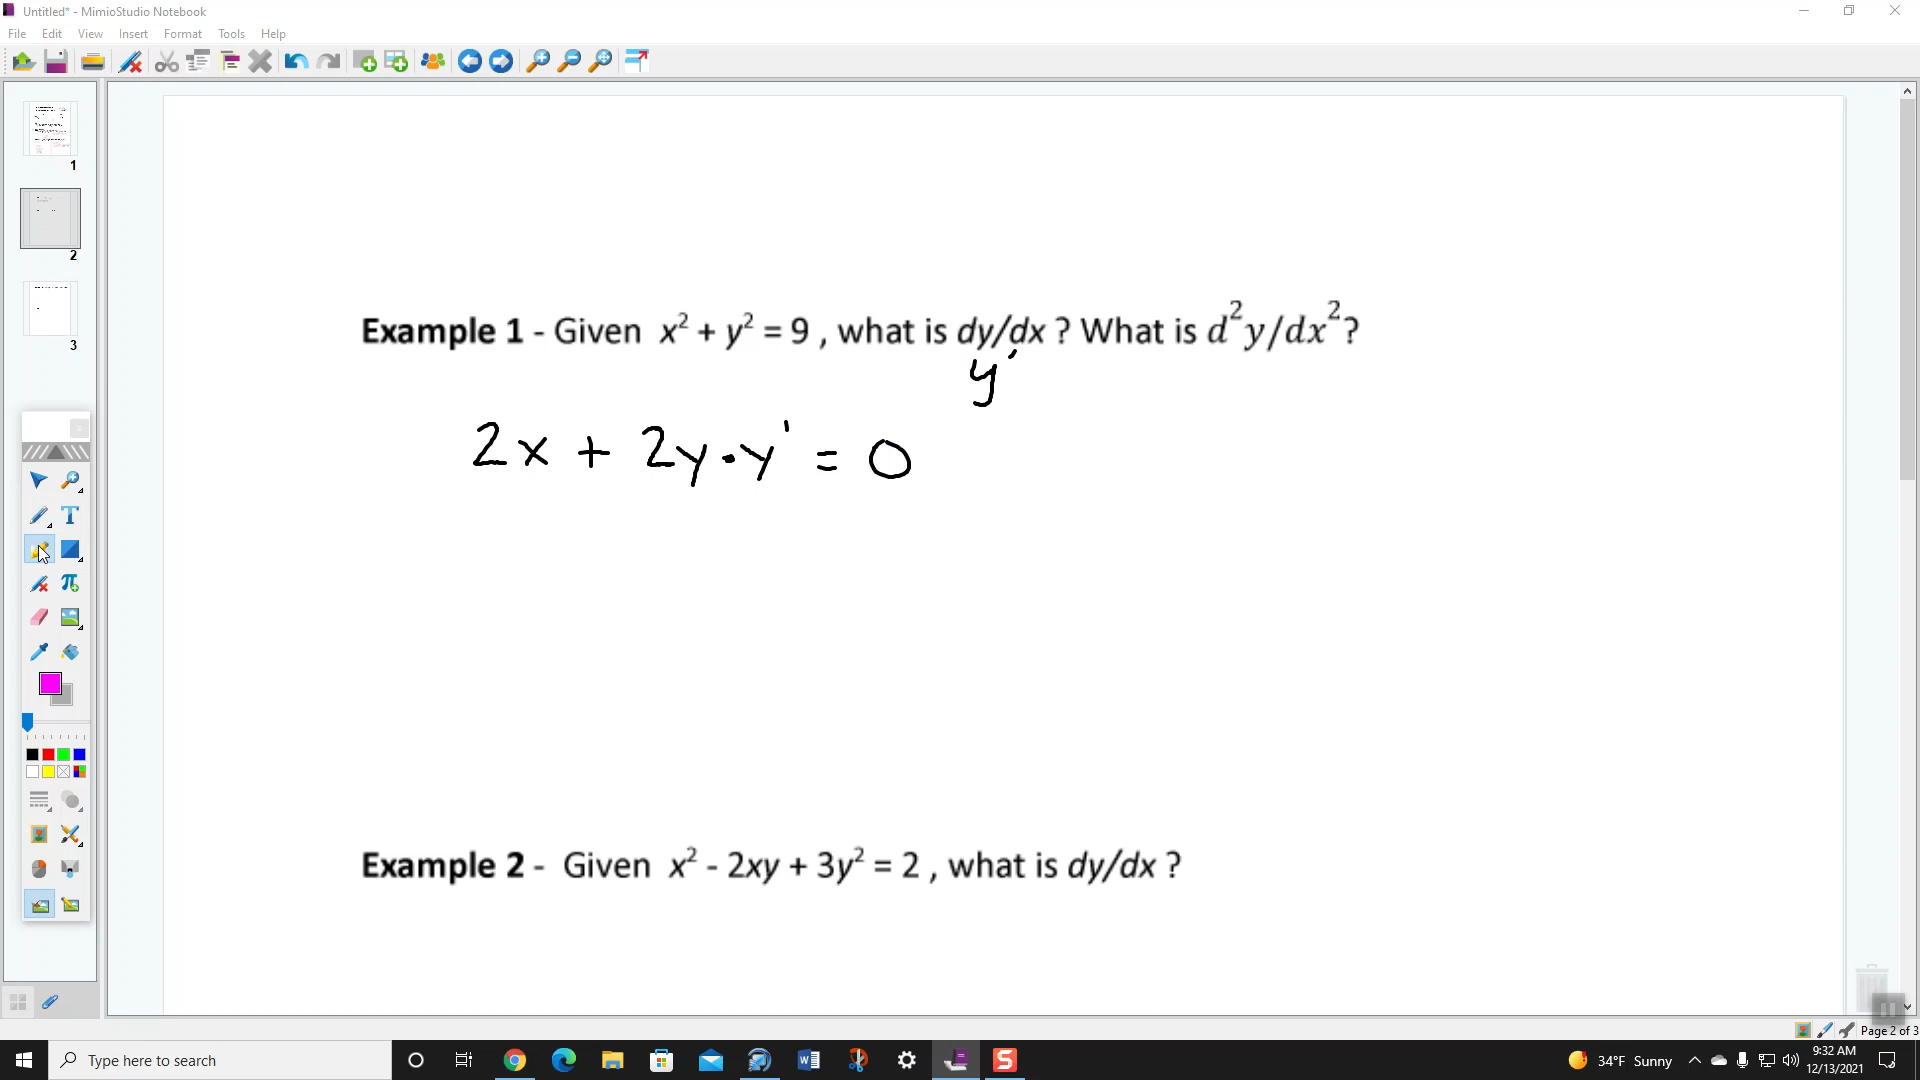 Untitled* - MimioStudio Notebook
File Edit View Insert Format Tools Help
1
2
3
Example 1 - Given x² + y² = 9 , what is dy/dx ? What is d²y/dx²?
y'
2x + 2y · y' = 0
Example 2 - Given x² - 2xy + 3y² = 2 , what is dy/dx ?
T
π
Page 2 of 3
Type here to search
34°F Sunny
9:32 AM
12/13/2021